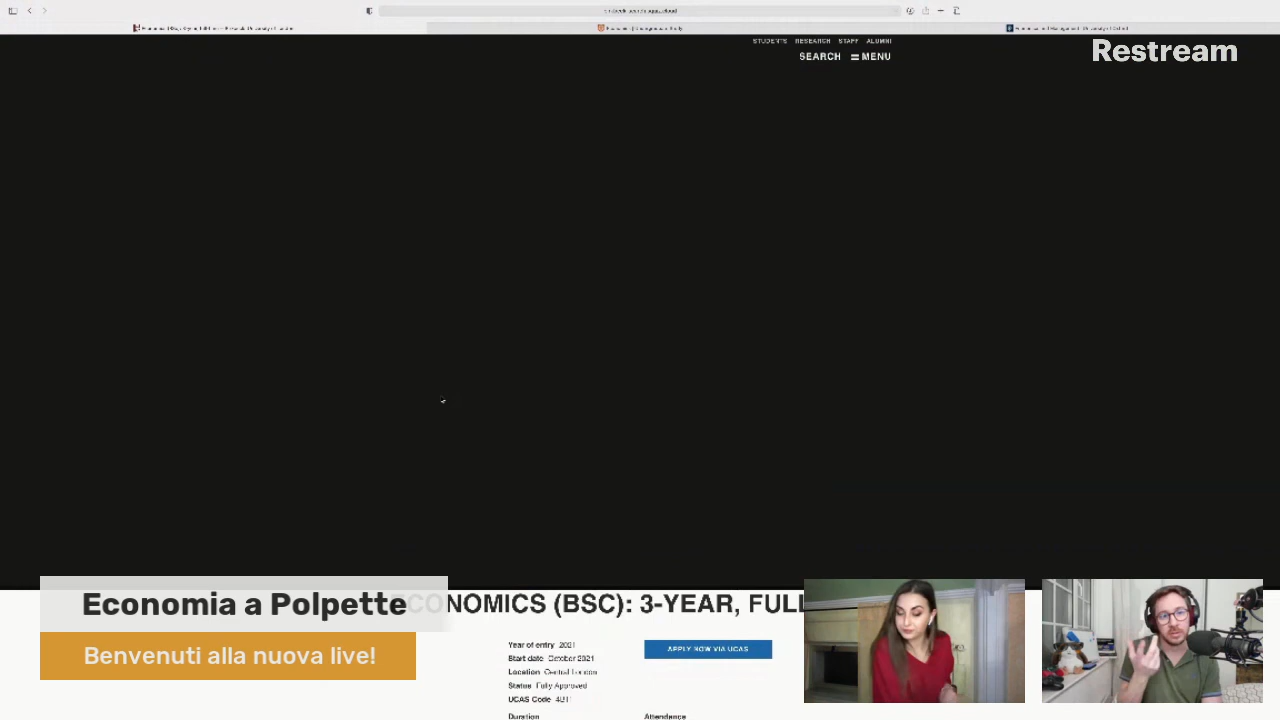 STUDENTS RESEARCH STAFF ALUMNI
SEARCH MENU
Restream
Economia a Polpette
ECONOMICS (BSC): 3-YEAR, FULL
Benvenuti alla nuova live!
Year of entry 2021
Start date October 2021
Location Central London
Status Fully Approved
UCAS Code
APPLY NOW VIA UCAS
Duration
Attendance